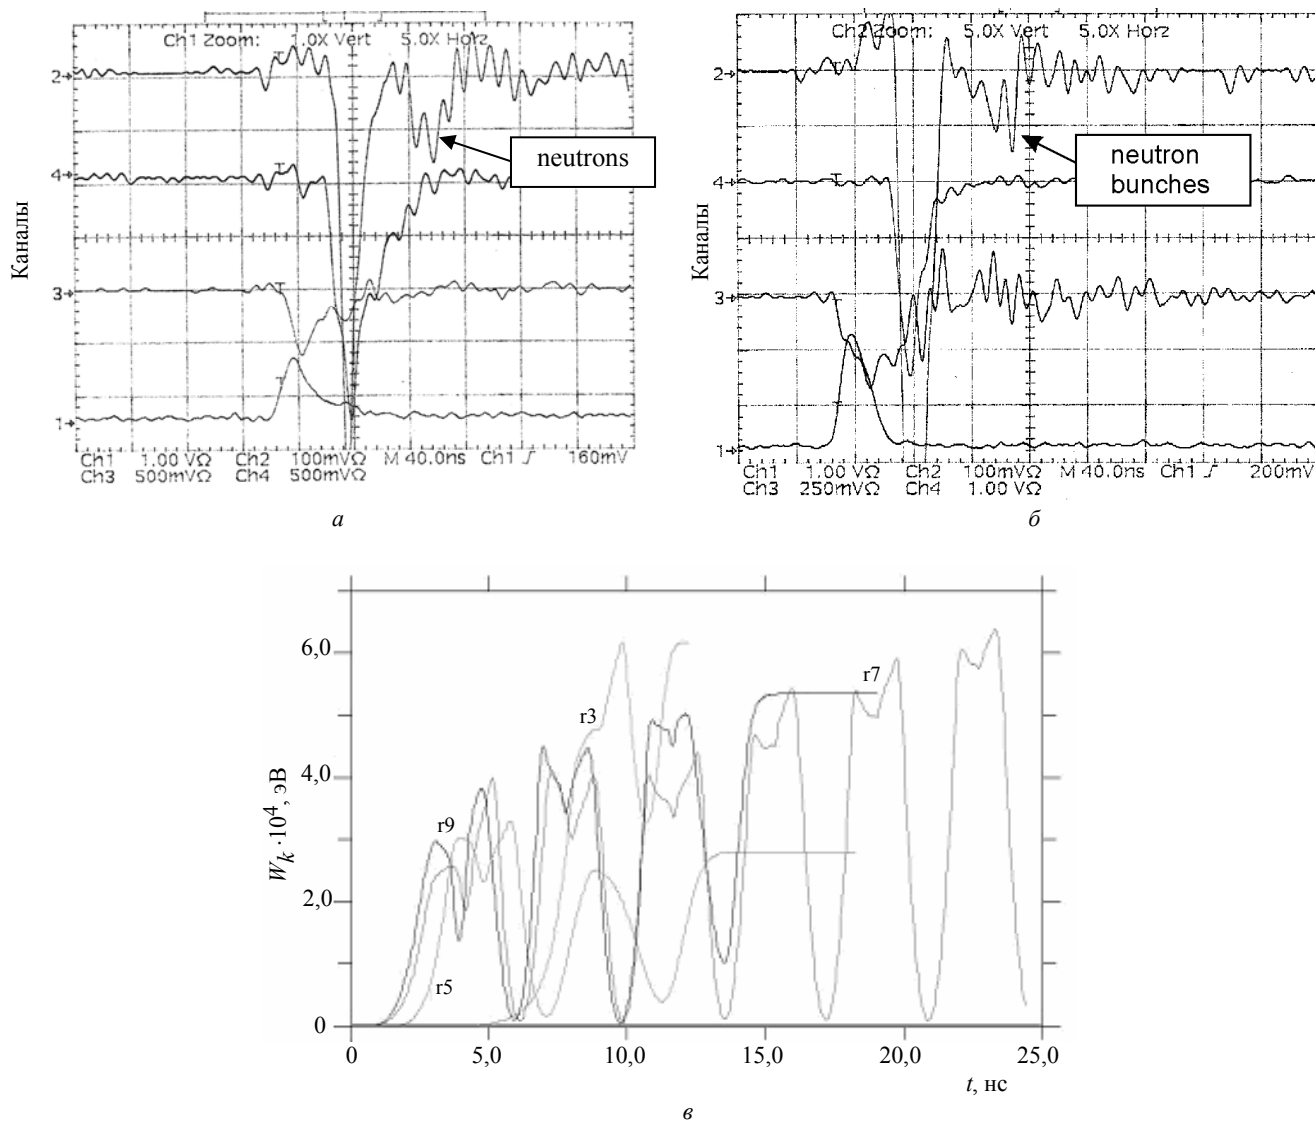 Ch1 Zoom: 1.0X Vert 5.0X Horz
2
neutrons
4
3
1
Каналы
Ch1 1.00 VΩ Ch2 100mVΩ M 40.0ns Ch1 ∫ 160mV
Ch3 500mVΩ Ch4 500mVΩ
а
Ch2 Zoom: 5.0X Vert 5.0X Horz
2
neutron
bunches
4
3
1
Каналы
Ch1 1.00 VΩ Ch2 100mVΩ M 40.0ns Ch1 ∫ 200mV
Ch3 250mVΩ Ch4 1.00 VΩ
б
6,0
4,0
2,0
0
Wk ·10⁴, эВ
r9
r5
r3
r7
0 5,0 10,0 15,0 20,0 25,0
t, нс
в